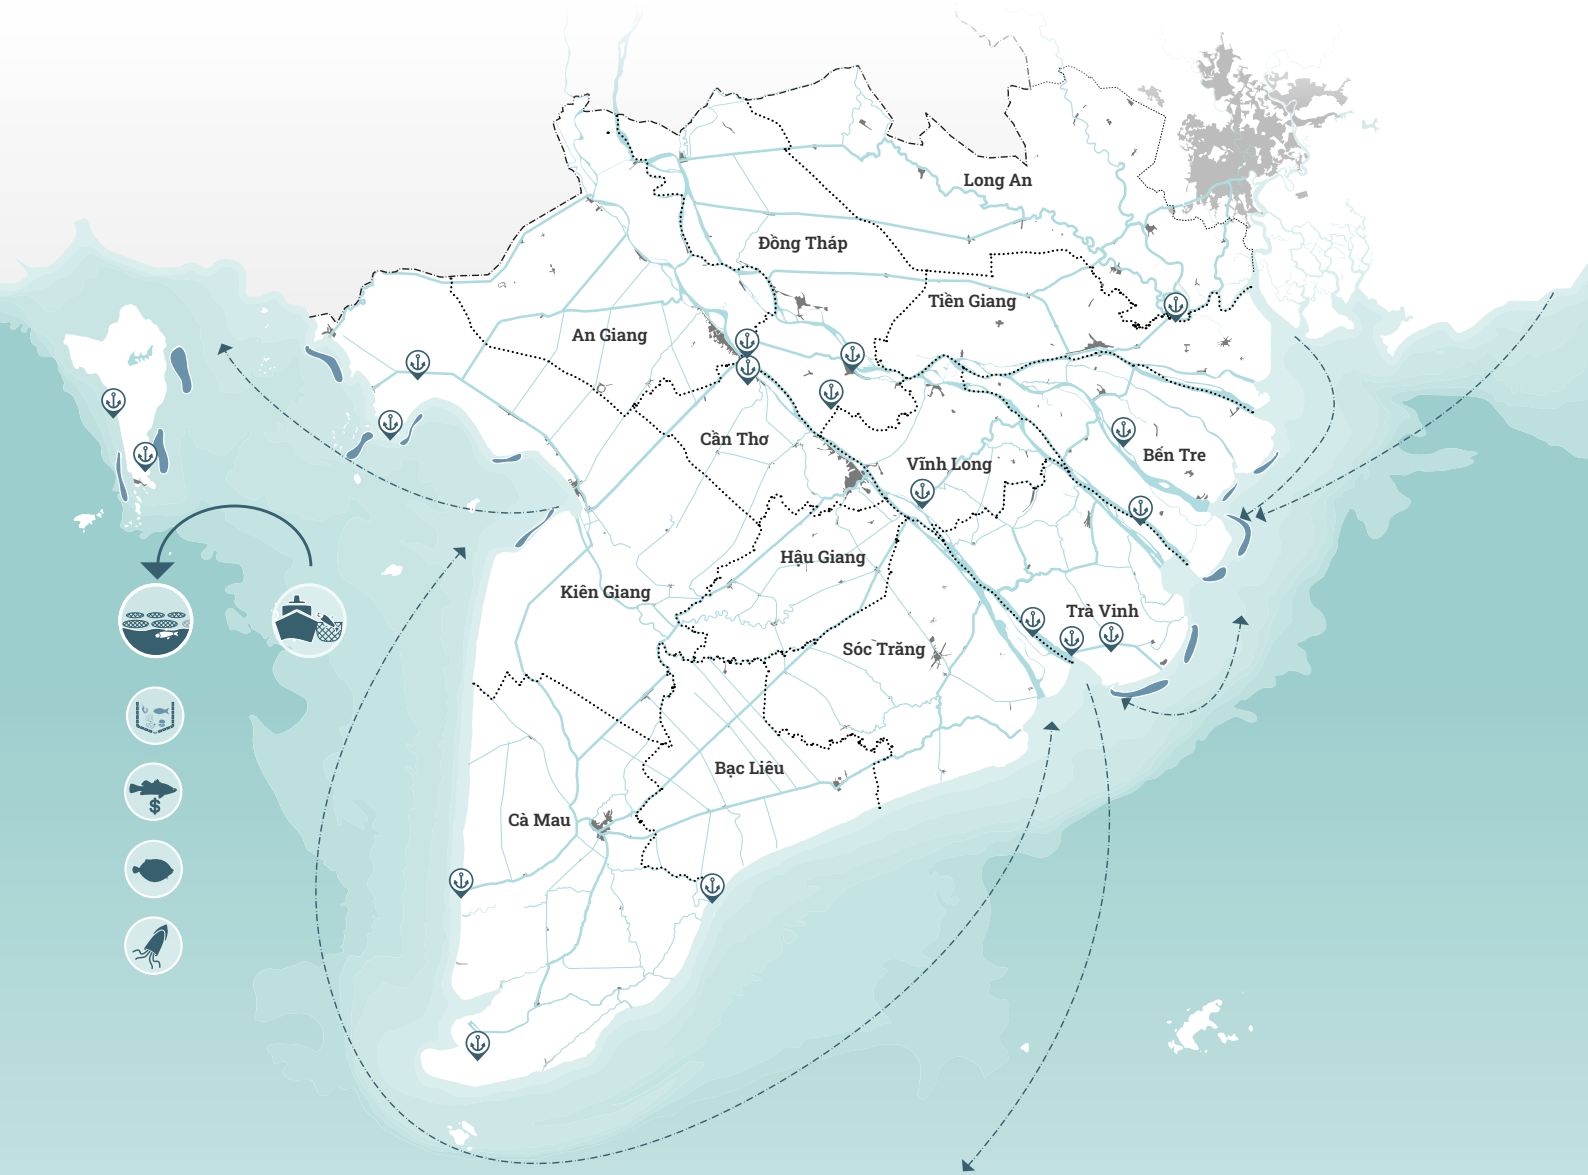 Long An
Đồng Tháp
Tiền Giang
An Giang
Cần Thơ
Bến Tre
Vĩnh Long
Hậu Giang
Kiên Giang
Trà Vinh
Sóc Trăng
Bạc Liêu
$
Cà Mau